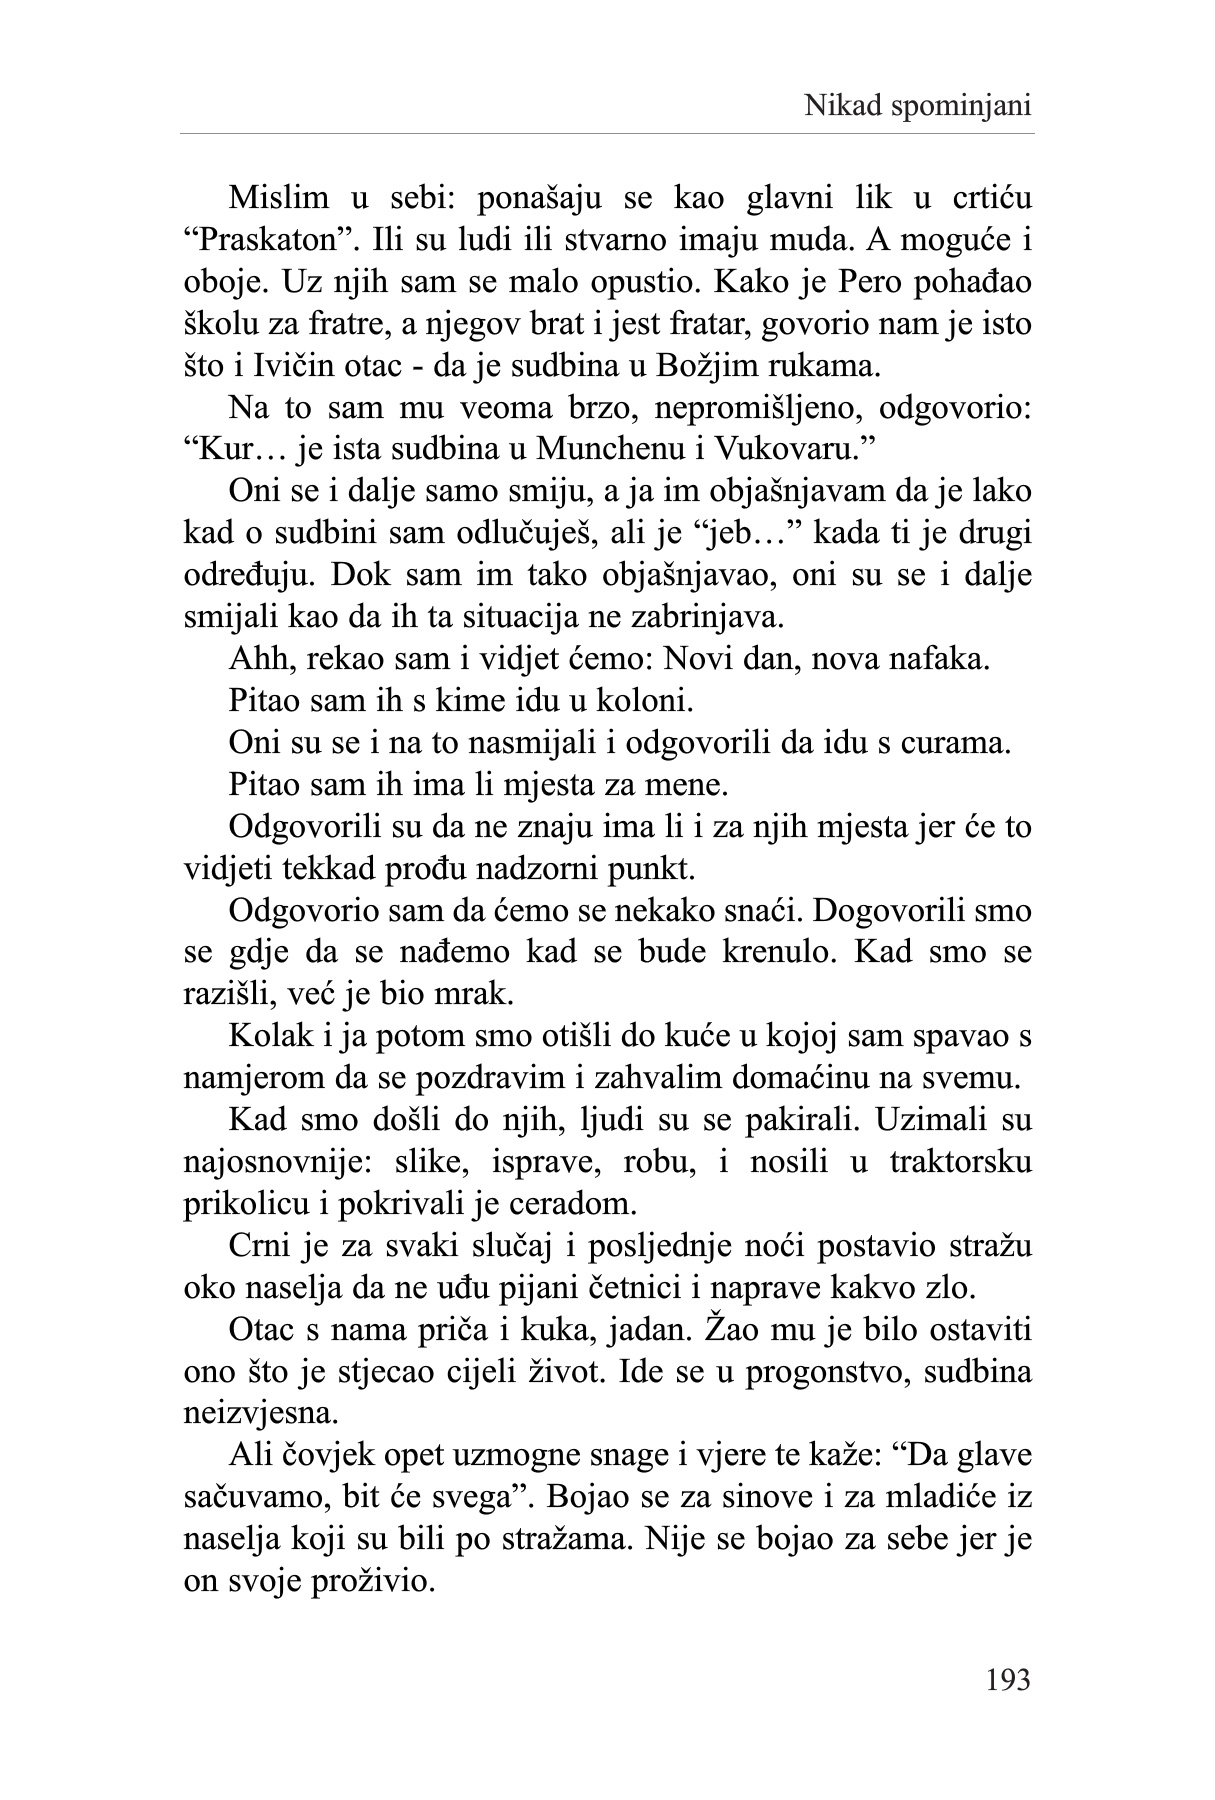 Nikad spominjani
Mislim u sebi: ponašaju se kao glavni lik u crtiću
“Praskaton”. Ili su ludi ili stvarno imaju muda. A moguće i
oboje. Uz njih sam se malo opustio. Kako je Pero pohađao
školu za fratre, a njegov brat i jest fratar, govorio nam je isto
što i Ivičin otac - da je sudbina u Božjim rukama.
Na to sam mu veoma brzo, nepromišljeno, odgovorio:
“Kur… je ista sudbina u Munchenu i Vukovaru.”
Oni se i dalje samo smiju, a ja im objašnjavam da je lako
kad o sudbini sam odlučuješ, ali je “jeb…” kada ti je drugi
određuju. Dok sam im tako objašnjavao, oni su se i dalje
smijali kao da ih ta situacija ne zabrinjava.
Ahh, rekao sam i vidjet ćemo: Novi dan, nova nafaka.
Pitao sam ih s kime idu u koloni.
Oni su se i na to nasmijali i odgovorili da idu s curama.
Pitao sam ih ima li mjesta za mene.
Odgovorili su da ne znaju ima li i za njih mjesta jer će to
vidjeti tekkad prođu nadzorni punkt.
Odgovorio sam da ćemo se nekako snaći. Dogovorili smo
se gdje da se nađemo kad se bude krenulo. Kad smo se
razišli, već je bio mrak.
Kolak i ja potom smo otišli do kuće u kojoj sam spavao s
namjerom da se pozdravim i zahvalim domaćinu na svemu.
Kad smo došli do njih, ljudi su se pakirali. Uzimali su
najosnovnije: slike, isprave, robu, i nosili u traktorsku
prikolicu i pokrivali je ceradom.
Crni je za svaki slučaj i posljednje noći postavio stražu
oko naselja da ne uđu pijani četnici i naprave kakvo zlo.
Otac s nama priča i kuka, jadan. Žao mu je bilo ostaviti
ono što je stjecao cijeli život. Ide se u progonstvo, sudbina
neizvjesna.
Ali čovjek opet uzmogne snage i vjere te kaže: “Da glave
sačuvamo, bit će svega”. Bojao se za sinove i za mladiće iz
naselja koji su bili po stražama. Nije se bojao za sebe jer je
on svoje proživio.
193